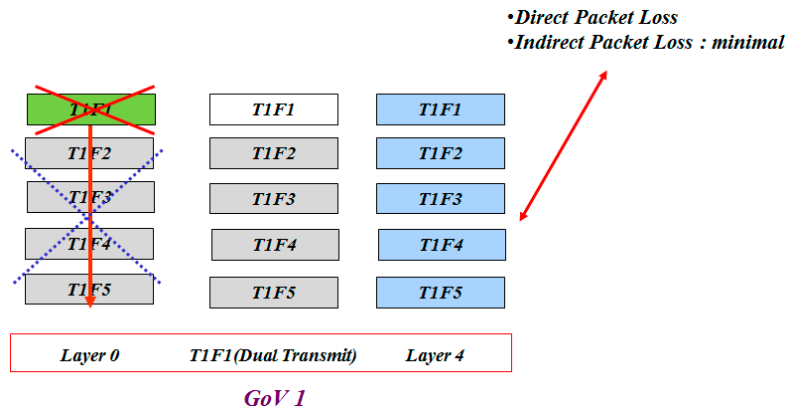 •Direct Packet Loss
•Indirect Packet Loss : minimal
T1F1 T1F1 T1F1
T1F2 T1F2 T1F2
T1F3 T1F3 T1F3
T1F4 T1F4 T1F4
T1F5 T1F5 T1F5
Layer 0 T1F1(Dual Transmit) Layer 4
GoV 1